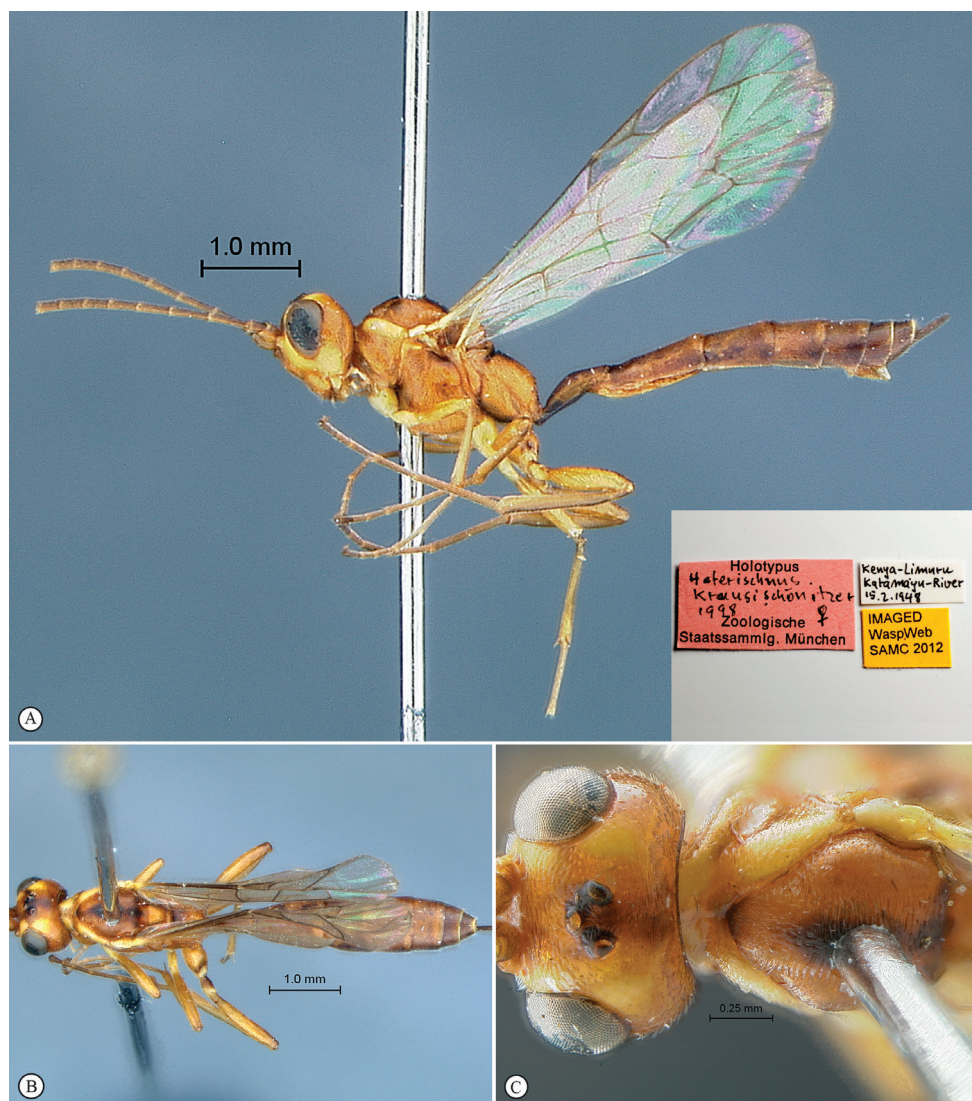 1.0 mm
Holotypus
Heterischnus
krausi Schönitzer
1998 ♀
Zoologische
Staatssammlg. München
Kenya-Limuru
Katamayu-River
15.2.1948
IMAGED
WaspWeb
SAMC 2012
A
1.0 mm
B
0.25 mm
C